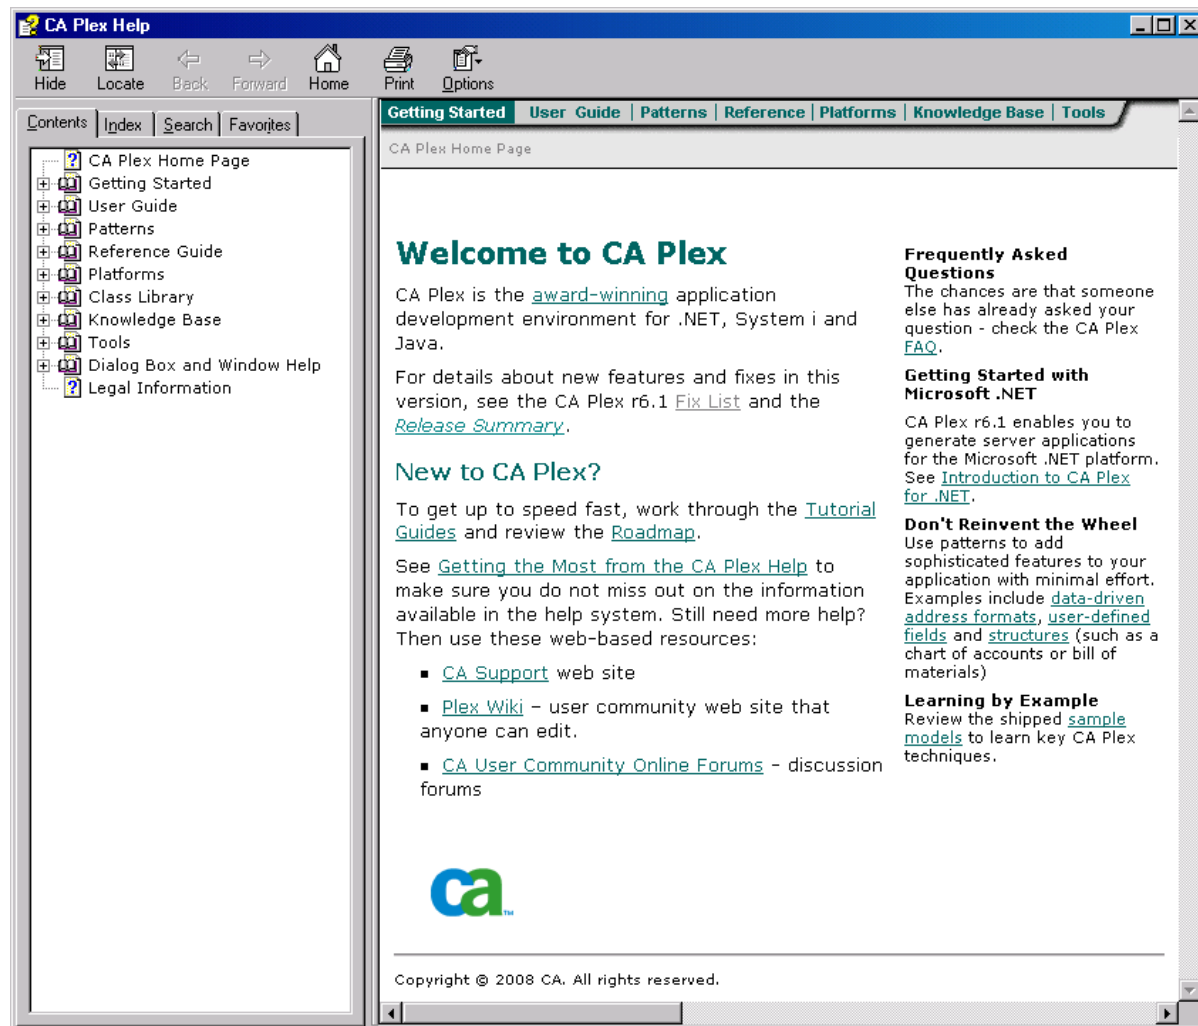 CA Plex Help
Hide Locate Back Forward Home Print Options
Contents Index Search Favorites
CA Plex Home Page
Getting Started
User Guide
Patterns
Reference Guide
Platforms
Class Library
Knowledge Base
Tools
Dialog Box and Window Help
Legal Information
Getting Started User Guide | Patterns | Reference | Platforms | Knowledge Base | Tools
CA Plex Home Page
Welcome to CA Plex
CA Plex is the award-winning application
development environment for .NET, System i and
Java.
For details about new features and fixes in this
version, see the CA Plex r6.1 Fix List and the
Release Summary.
New to CA Plex?
To get up to speed fast, work through the Tutorial
Guides and review the Roadmap.
See Getting the Most from the CA Plex Help to
make sure you do not miss out on the information
available in the help system. Still need more help?
Then use these web-based resources:
▪ CA Support web site
▪ Plex Wiki – user community web site that
anyone can edit.
▪ CA User Community Online Forums – discussion
forums
Frequently Asked
Questions
The chances are that someone
else has already asked your
question - check the CA Plex
FAQ.
Getting Started with
Microsoft .NET
CA Plex r6.1 enables you to
generate server applications
for the Microsoft .NET platform.
See Introduction to CA Plex
for .NET.
Don't Reinvent the Wheel
Use patterns to add
sophisticated features to your
application with minimal effort.
Examples include data-driven
address formats, user-defined
fields and structures (such as a
chart of accounts or bill of
materials)
Learning by Example
Review the shipped sample
models to learn key CA Plex
techniques.
ca™
Copyright © 2008 CA. All rights reserved.